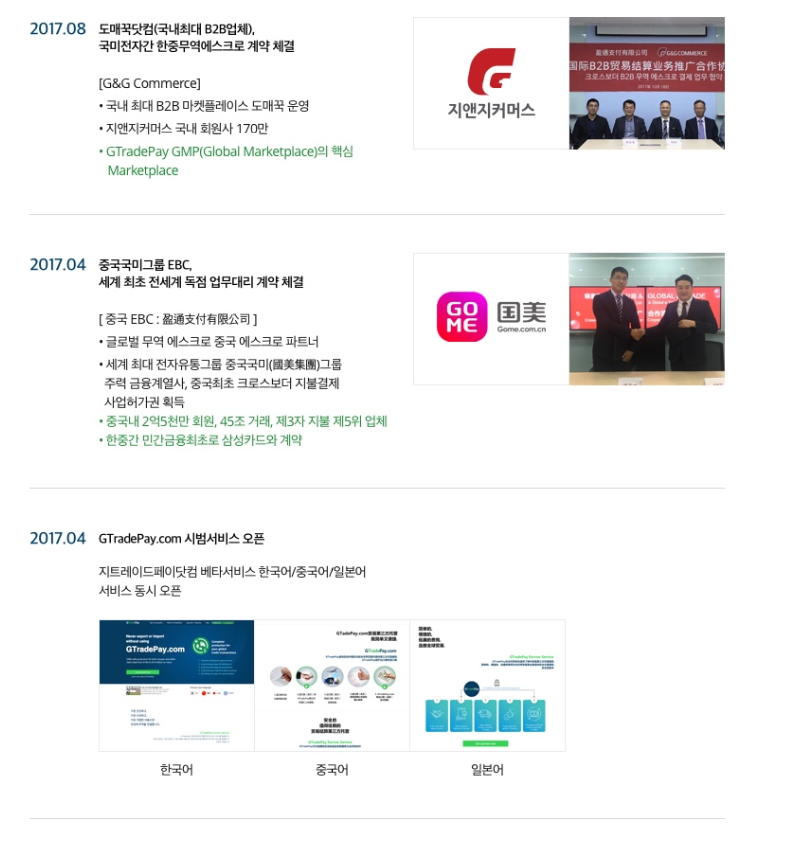 2017.08
도매꾹닷컴(국내최대 B2B업체),
국미전자간 한중무역에스크로 계약 체결
[G&G Commerce]
• 국내 최대 B2B 마켓플레이스 도매꾹 운영
• 지앤지커머스 국내 회원사 170만
• GTradePay GMP(Global Marketplace)의 핵심
Marketplace
지앤지커머스
盈通支付有限公司 G&G COMMERCE
国际B2B贸易结算业务推广合作协
크로스보더 B2B 무역 에스크로 결제 업무 협약
2017.04
중국국미그룹 EBC,
세계 최초 전세계 독점 업무대리 계약 체결
[ 중국 EBC : 盈通支付有限公司 ]
• 글로벌 무역 에스크로 중국 에스크로 파트너
• 세계 최대 전자유통그룹 중국국미(國美集團)그룹
주력 금융계열사, 중국최초 크로스보더 지불결제
사업허가권 획득
• 중국내 2억5천만 회원, 45조 거래, 제3자 지불 제5위 업체
• 한중간 민간금융최초로 삼성카드와 계약
GO
ME
国美
Gome.com.cn
2017.04
GTradePay.com 시범서비스 오픈
지트레이드페이닷컴 베타서비스 한국어/중국어/일본어
서비스 동시 오픈
Never export or import
without using
GTradePay.com
GTradePay.com
한국어
중국어
일본어